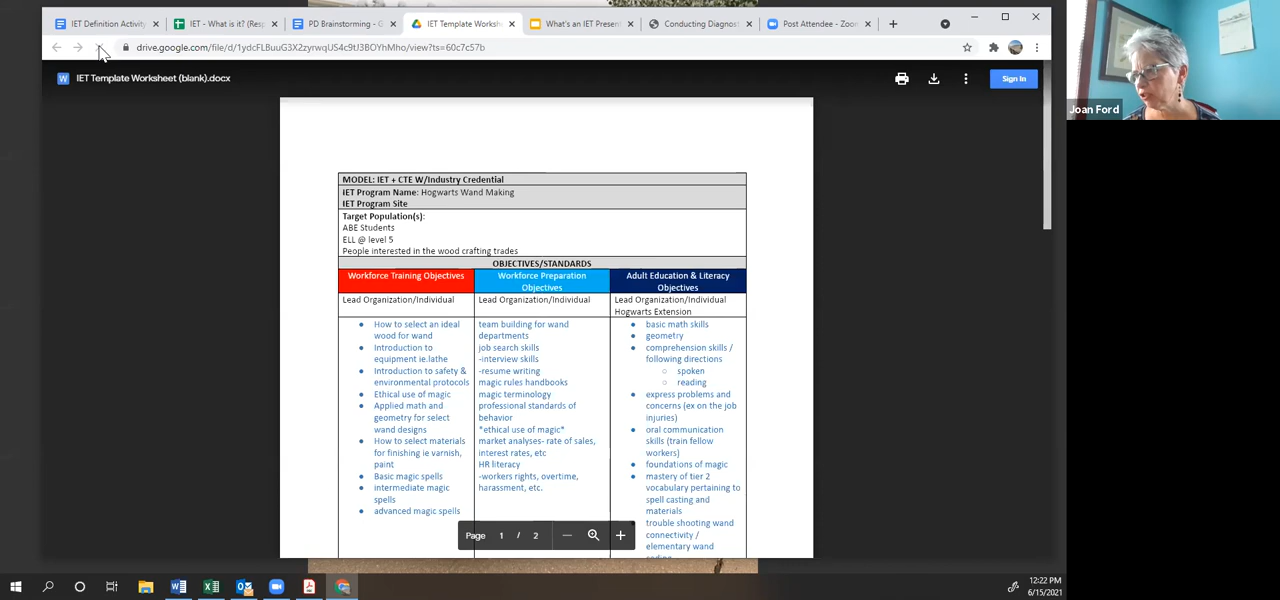 IET Definition Activity
IET - What is it? (Resp
PD Brainstorming - G
IET Template Workshe
What's an IET Present
Conducting Diagnost
Post Attendee - Zoom
drive.google.com/file/d/1ydcFLBuuG3X2zyrwqUS4c9tJ3BOYhMho/view?ts=60c7c57b
W IET Template Worksheet (blank).docx
Sign In
Joan Ford
MODEL: IET + CTE W/Industry Credential
IET Program Name: Hogwarts Wand Making
IET Program Site
Target Population(s):
ABE Students
ELL @ level 5
People interested in the wood crafting trades
OBJECTIVES/STANDARDS
Workforce Training Objectives
Workforce Preparation
Objectives
Adult Education & Literacy
Objectives
Lead Organization/Individual
Lead Organization/Individual
Lead Organization/Individual
Hogwarts Extension
• How to select an ideal
wood for wand
• Introduction to
equipment ie.lathe
• Introduction to safety &
environmental protocols
• Ethical use of magic
• Applied math and
geometry for select
wand designs
• How to select materials
for finishing ie varnish,
paint
• Basic magic spells
• intermediate magic
spells
• advanced magic spells
team building for wand
departments
job search skills
-interview skills
-resume writing
magic rules handbooks
magic terminology
professional standards of
behavior
*ethical use of magic*
market analyses- rate of sales,
interest rates, etc
HR literacy
-workers rights, overtime,
harassment, etc.
• basic math skills
• geometry
• comprehension skills /
following directions
○ spoken
○ reading
• express problems and
concerns (ex on the job
injuries)
• oral communication
skills (train fellow
workers)
• foundations of magic
• mastery of tier 2
vocabulary pertaining to
spell casting and
materials
• trouble shooting wand
connectivity /
elementary wand
Page 1 / 2
12:22 PM
6/15/2021